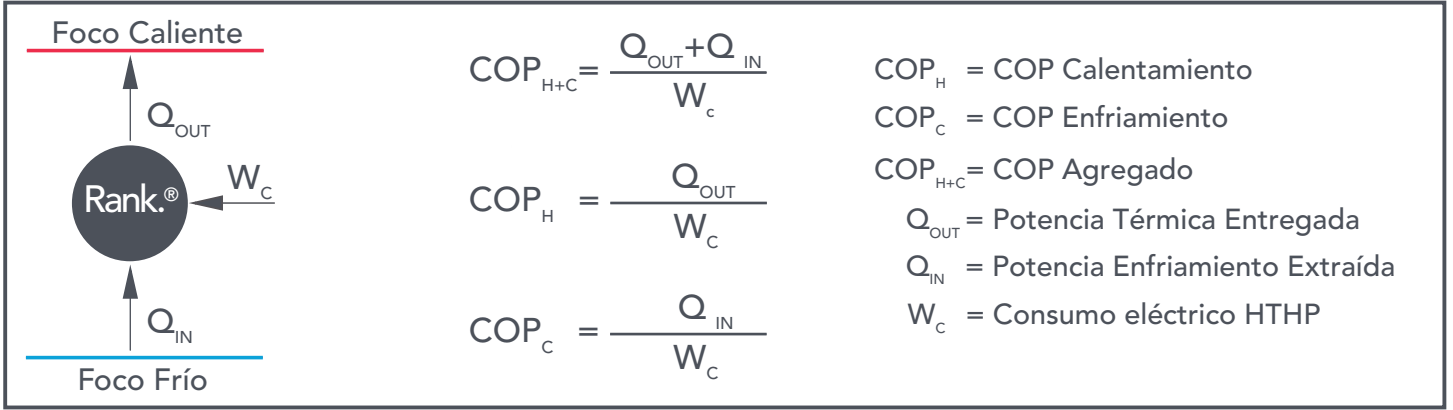 Foco Caliente
Q_OUT
Rank.®
W_C
Q_IN
Foco Frío
COP_H+C = Q_OUT+Q_IN / W_c
COP_H = Q_OUT / W_C
COP_C = Q_IN / W_C
COP_H = COP Calentamiento
COP_C = COP Enfriamiento
COP_H+C = COP Agregado
Q_OUT = Potencia Térmica Entregada
Q_IN = Potencia Enfriamiento Extraída
W_C = Consumo eléctrico HTHP